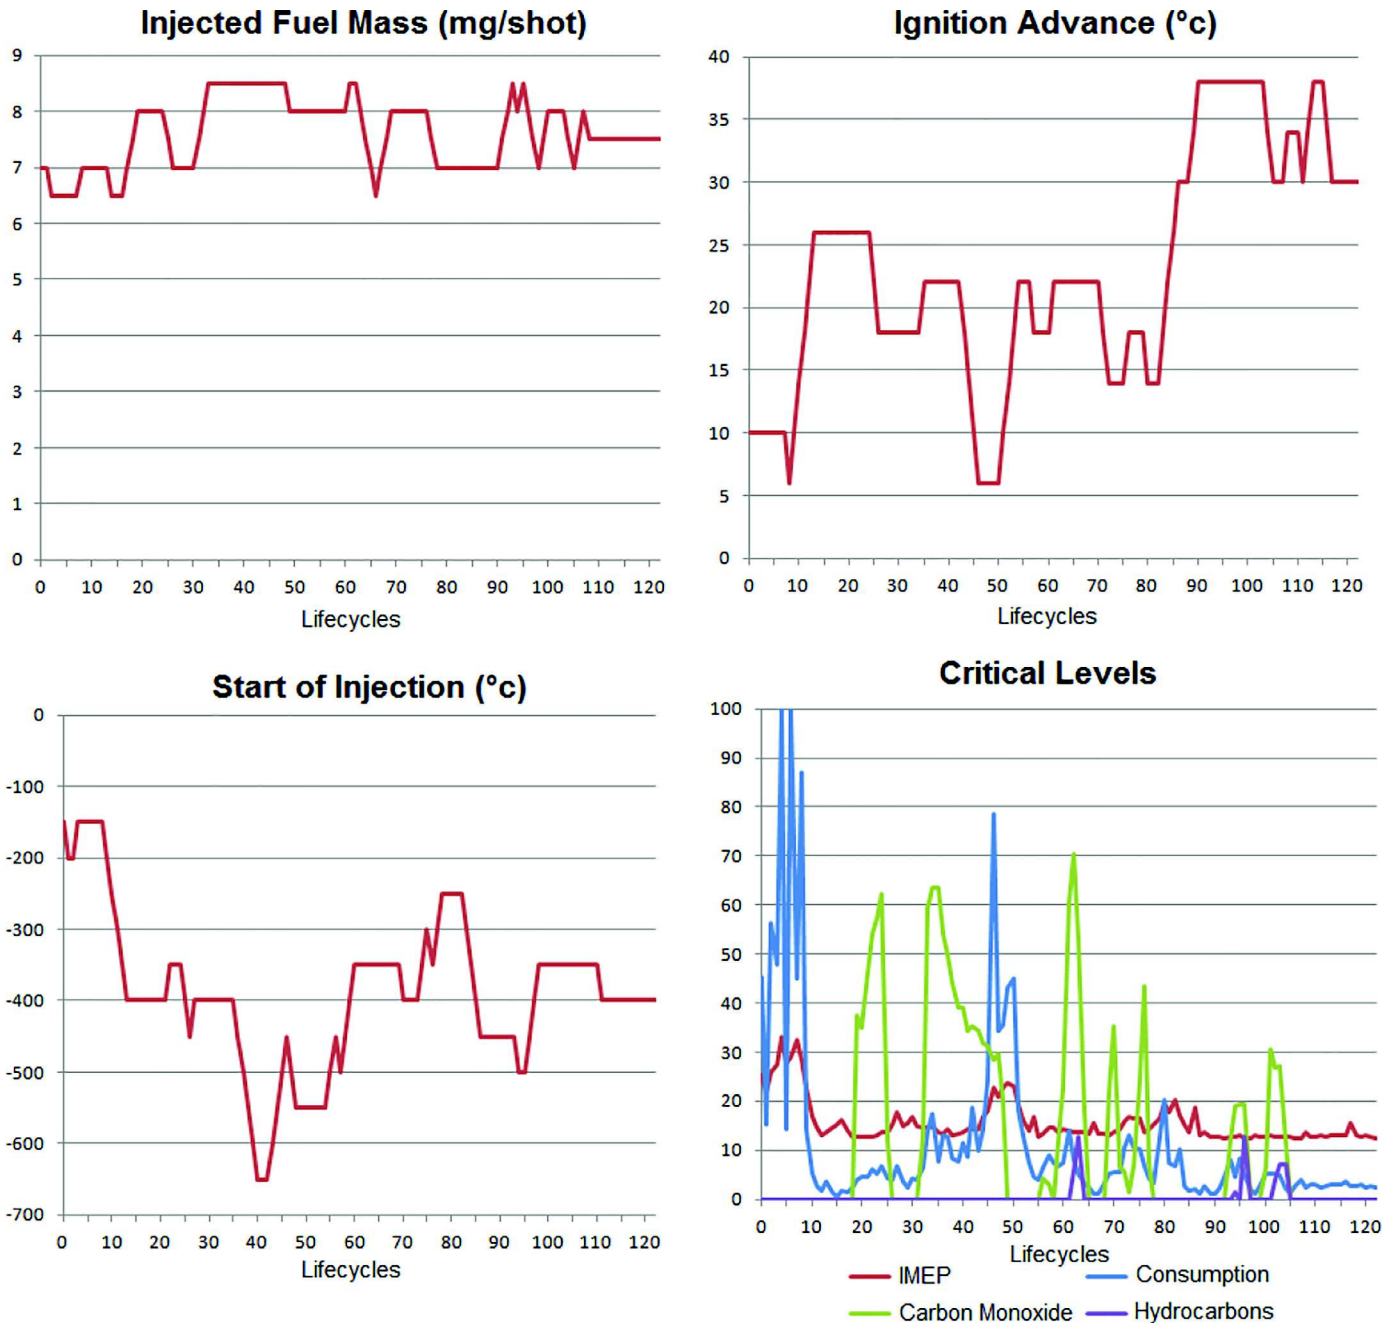 Injected Fuel Mass (mg/shot)
9
8
7
6
5
4
3
2
1
0
0 10 20 30 40 50 60 70 80 90 100 110 120
Lifecycles
Ignition Advance (°c)
40
35
30
25
20
15
10
5
0
0 10 20 30 40 50 60 70 80 90 100 110 120
Lifecycles
Start of Injection (°c)
0
-100
-200
-300
-400
-500
-600
-700
0 10 20 30 40 50 60 70 80 90 100 110 120
Lifecycles
Critical Levels
100
90
80
70
60
50
40
30
20
10
0
0 10 20 30 40 50 60 70 80 90 100 110 120
Lifecycles
IMEP Consumption
Carbon Monoxide Hydrocarbons